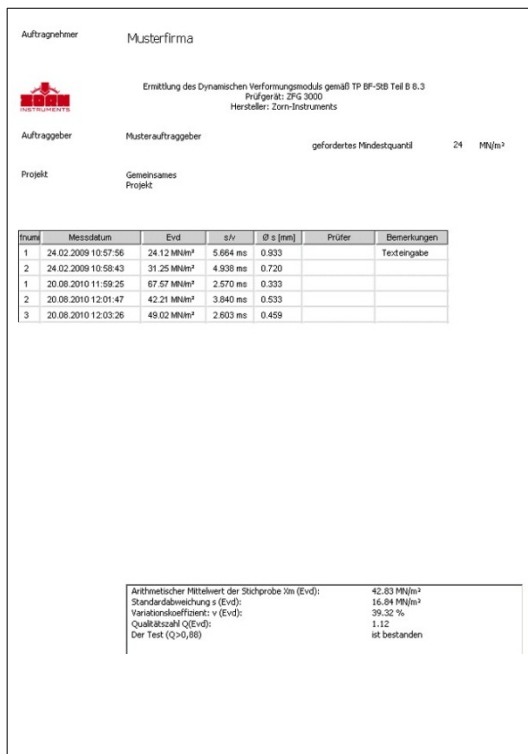 Auftragnehmer Musterfirma
ZORN
INSTRUMENTS
Ermittlung des Dynamischen Verformungsmoduls gemäß TP BF-StB Teil B 8.3
Prüfgerät: ZFG 3000
Hersteller: Zorn-Instruments
Auftraggeber Musterauftraggeber
gefordertes Mindestquantil 24 MN/m²
Projekt Gemeinsames
Projekt
fnum Messdatum Evd s/v Ø s [mm] Prüfer Bemerkungen
1 24.02.2009 10:57:56 24.12 MN/m² 5.664 ms 0.933 Texteingabe
2 24.02.2009 10:58:43 31.25 MN/m² 4.938 ms 0.720
1 20.08.2010 11:59:25 67.57 MN/m² 2.570 ms 0.333
2 20.08.2010 12:01:47 42.21 MN/m² 3.840 ms 0.533
3 20.08.2010 12:03:26 49.02 MN/m² 2.603 ms 0.459
Arithmetischer Mittelwert der Stichprobe Xm (Evd): 42.83 MN/m²
Standardabweichung s (Evd): 16.84 MN/m²
Variationskoeffizient: v (Evd): 39.32 %
Qualitätszahl Q(Evd): 1.12
Der Test (Q>0,88) ist bestanden